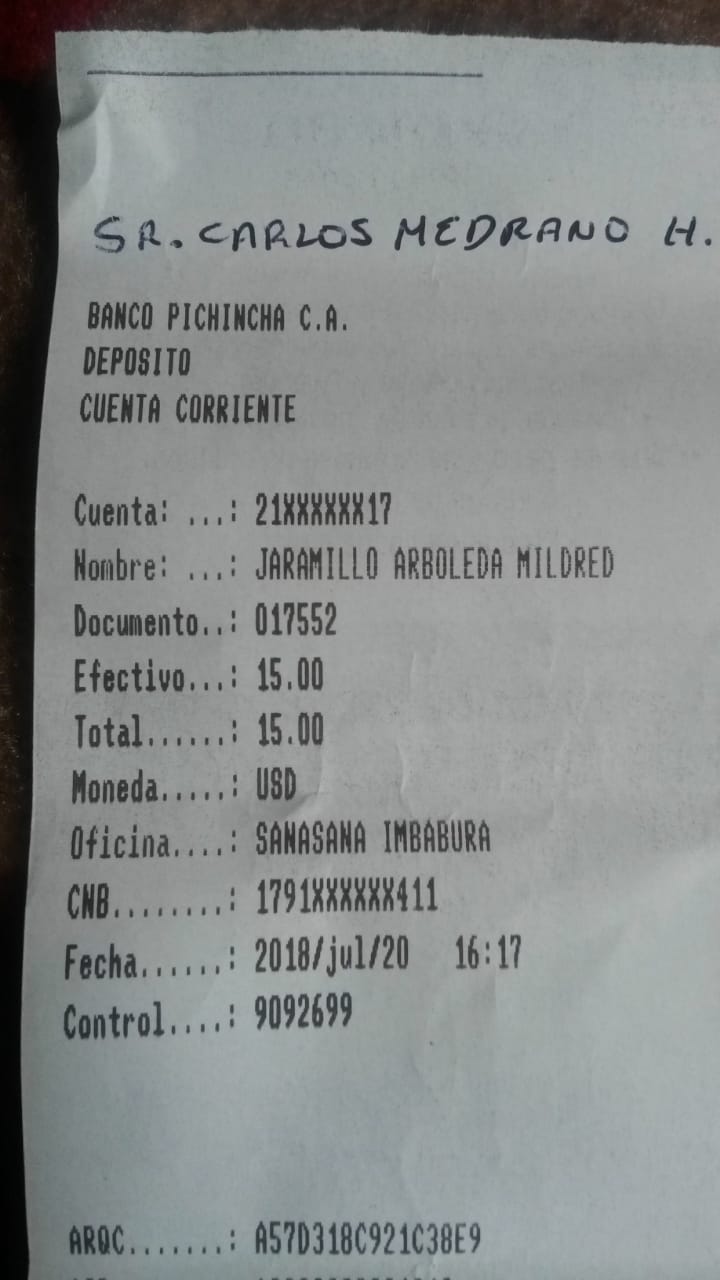 SR. CARLOS MEDRANO H.
BANCO PICHINCHA C.A.
DEPOSITO
CUENTA CORRIENTE
Cuenta: ...: 21XXXXXX17
Nombre: ...: JARAMILLO ARBOLEDA MILDRED
Documento..: 017552
Efectivo...: 15.00
Total......: 15.00
Moneda.....: USD
Oficina....: SANASANA IMBABURA
CNB........: 1791XXXXXX411
Fecha......: 2018/jul/20 16:17
Control....: 9092699
ARQC.......: A57D318C921C38E9